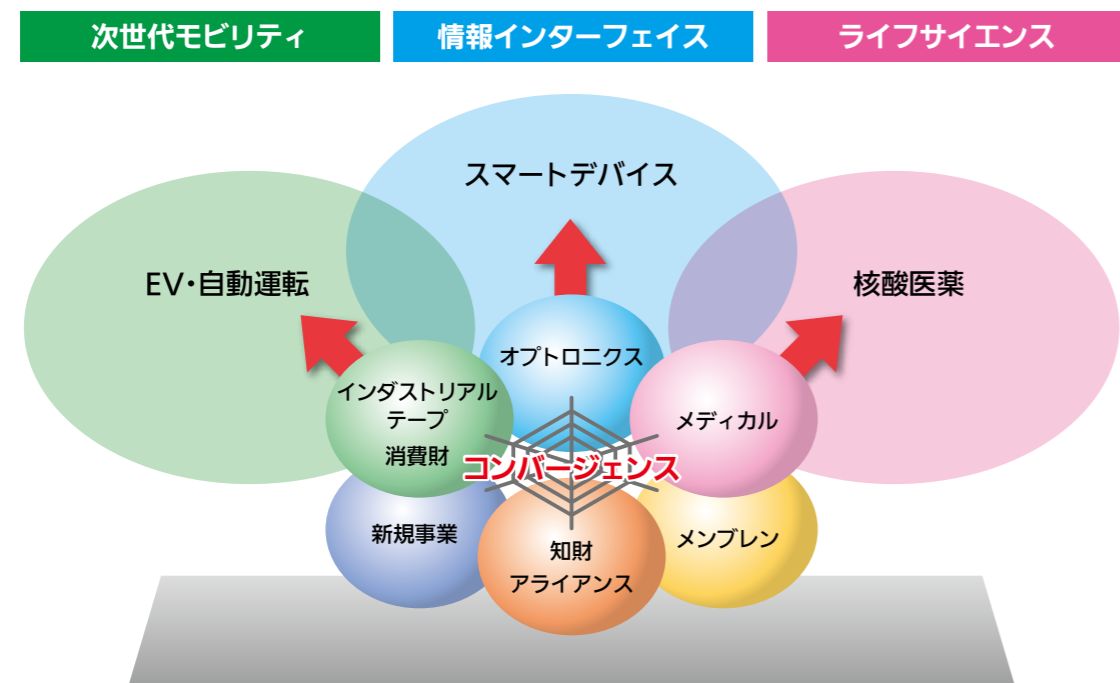 次世代モビリティ
情報インターフェイス
ライフサイエンス
スマートデバイス
EV・自動運転
核酸医薬
オプトロニクス
インダストリアル
テープ
消費財
メディカル
コンバージェンス
新規事業
知財
アライアンス
メンブレン